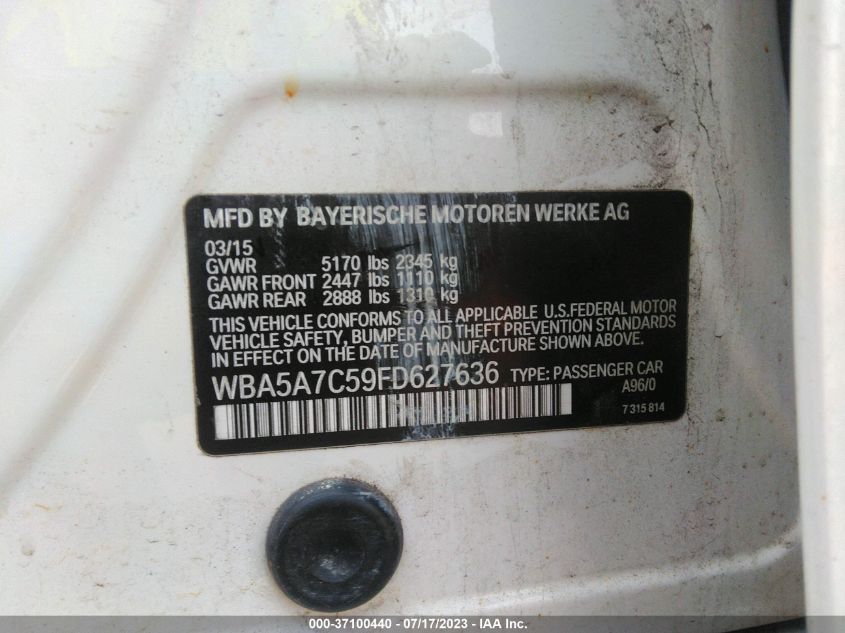 MFD BY BAYERISCHE MOTOREN WERKE AG
03/15
GVWR 5170 lbs 2345 kg
GAWR FRONT 2447 lbs 1110 kg
GAWR REAR 2888 lbs 1310 kg
THIS VEHICLE CONFORMS TO ALL APPLICABLE U.S.FEDERAL MOTOR
VEHICLE SAFETY, BUMPER AND THEFT PREVENTION STANDARDS
IN EFFECT ON THE DATE OF MANUFACTURE SHOWN ABOVE.
WBA5A7C59FD627636 TYPE: PASSENGER CAR
A96/0
7 315 814
000-37100440 - 07/17/2023 - IAA Inc.